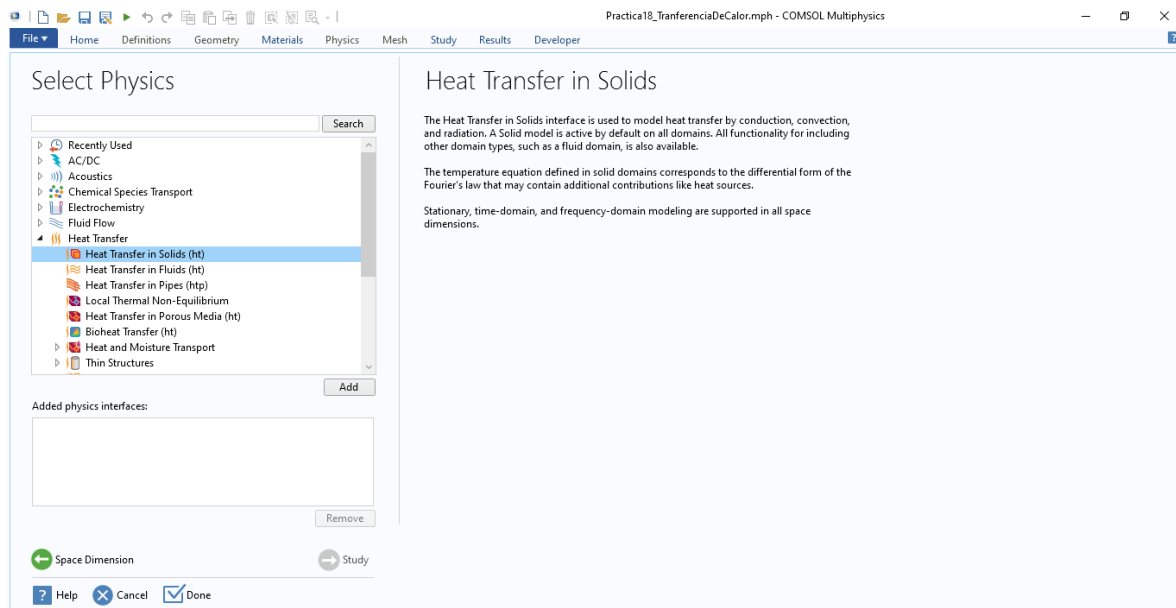 Practica18_TranferenciaDeCalor.mph - COMSOL Multiphysics
File Home Definitions Geometry Materials Physics Mesh Study Results Developer
?
Select Physics
Search
Recently Used
AC/DC
Acoustics
Chemical Species Transport
Electrochemistry
Fluid Flow
Heat Transfer
Heat Transfer in Solids (ht)
Heat Transfer in Fluids (ht)
Heat Transfer in Pipes (htp)
Local Thermal Non-Equilibrium
Heat Transfer in Porous Media (ht)
Bioheat Transfer (ht)
Heat and Moisture Transport
Thin Structures
Add
Added physics interfaces:
Remove
Space Dimension
Study
? Help
Cancel
Done
Heat Transfer in Solids
The Heat Transfer in Solids interface is used to model heat transfer by conduction, convection,
and radiation. A Solid model is active by default on all domains. All functionality for including
other domain types, such as a fluid domain, is also available.
The temperature equation defined in solid domains corresponds to the differential form of the
Fourier's law that may contain additional contributions like heat sources.
Stationary, time-domain, and frequency-domain modeling are supported in all space
dimensions.